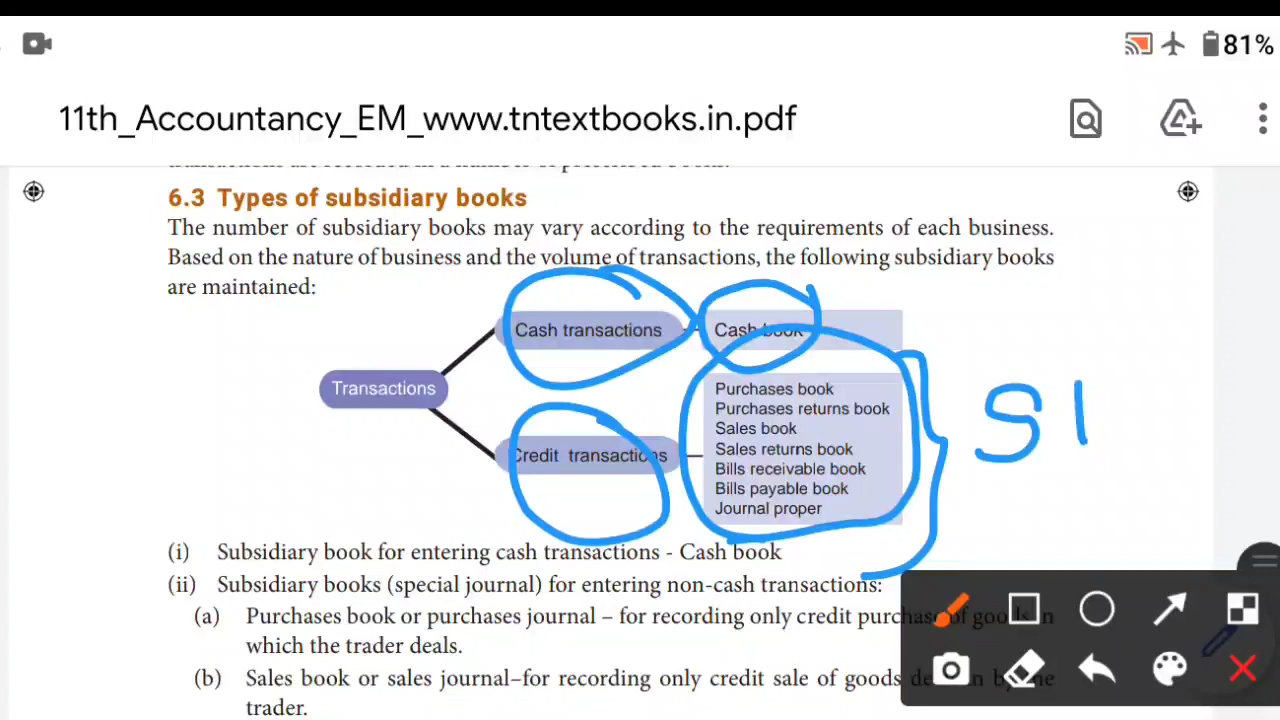 81%
11th_Accountancy_EM_www.tntextbooks.in.pdf
6.3 Types of subsidiary books
The number of subsidiary books may vary according to the requirements of each business.
Based on the nature of business and the volume of transactions, the following subsidiary books
are maintained:
Cash transactions
Cash book
Transactions
Credit transactions
Purchases book
Purchases returns book
Sales book
Sales returns book
Bills receivable book
Bills payable book
Journal proper
S
(i) Subsidiary book for entering cash transactions - Cash book
(ii) Subsidiary books (special journal) for entering non-cash transactions:
(a) Purchases book or purchases journal – for recording only credit purchase of goods in
which the trader deals.
(b) Sales book or sales journal–for recording only credit sale of goods
trader.